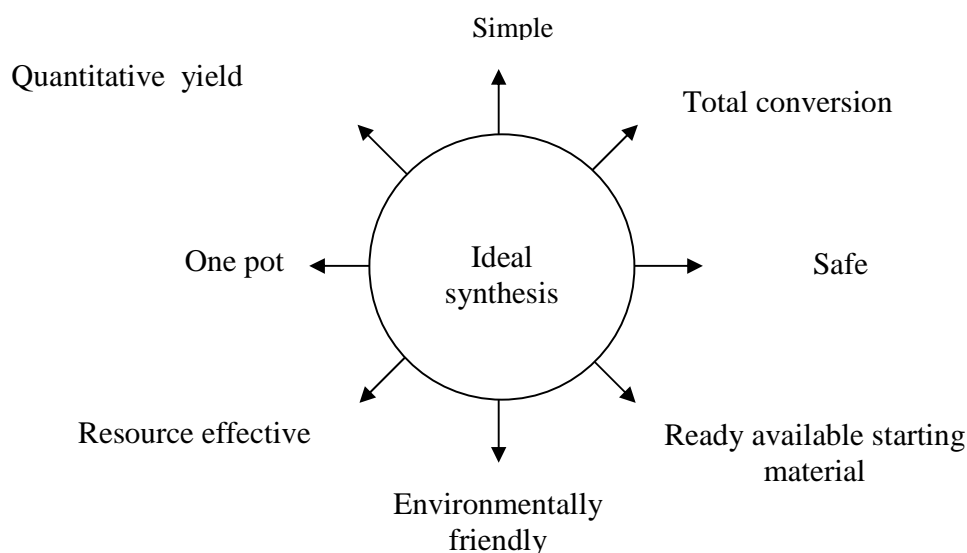 Simple
Quantitative yield
Total conversion
One pot
Ideal
synthesis
Safe
Resource effective
Ready available starting
material
Environmentally
friendly